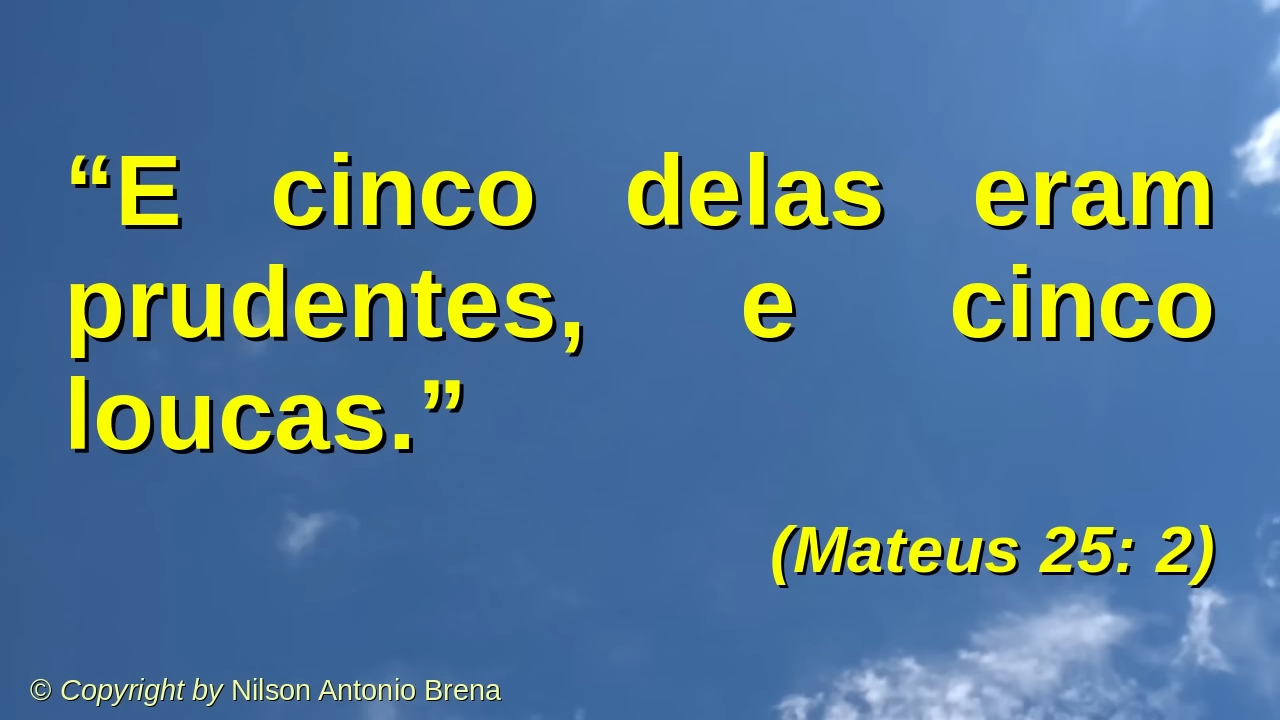 “E cinco delas eram
prudentes, e cinco
loucas.”
(Mateus 25: 2)
© Copyright by Nilson Antonio Brena